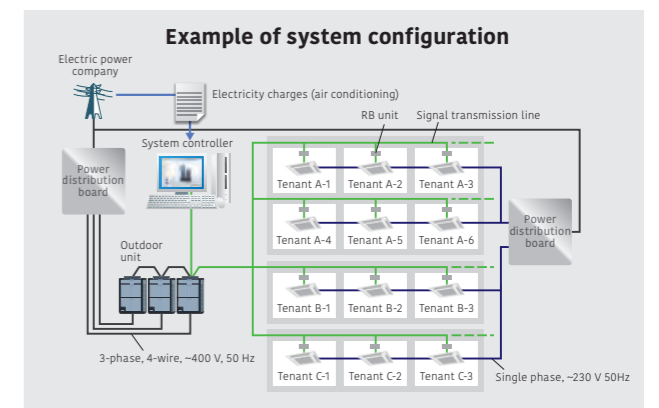 Example of system configuration
Electric power
company
Electricity charges (air conditioning)
RB unit
Signal transmission line
System controller
Power
distribution
board
Tenant A-1
Tenant A-2
Tenant A-3
Tenant A-4
Tenant A-5
Tenant A-6
Power
distribution
board
Outdoor
unit
Tenant B-1
Tenant B-2
Tenant B-3
3-phase, 4-wire, ~400 V, 50 Hz
Tenant C-1
Tenant C-2
Tenant C-3
Single phase, ~230 V 50Hz